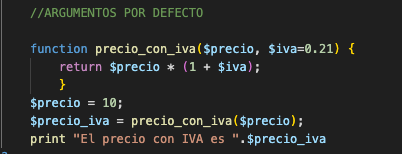 //ARGUMENTOS POR DEFECTO
function precio_con_iva($precio, $iva=0.21) {
return $precio * (1 + $iva);
}
$precio = 10;
$precio_iva = precio_con_iva($precio);
print "El precio con IVA es ".$precio_iva